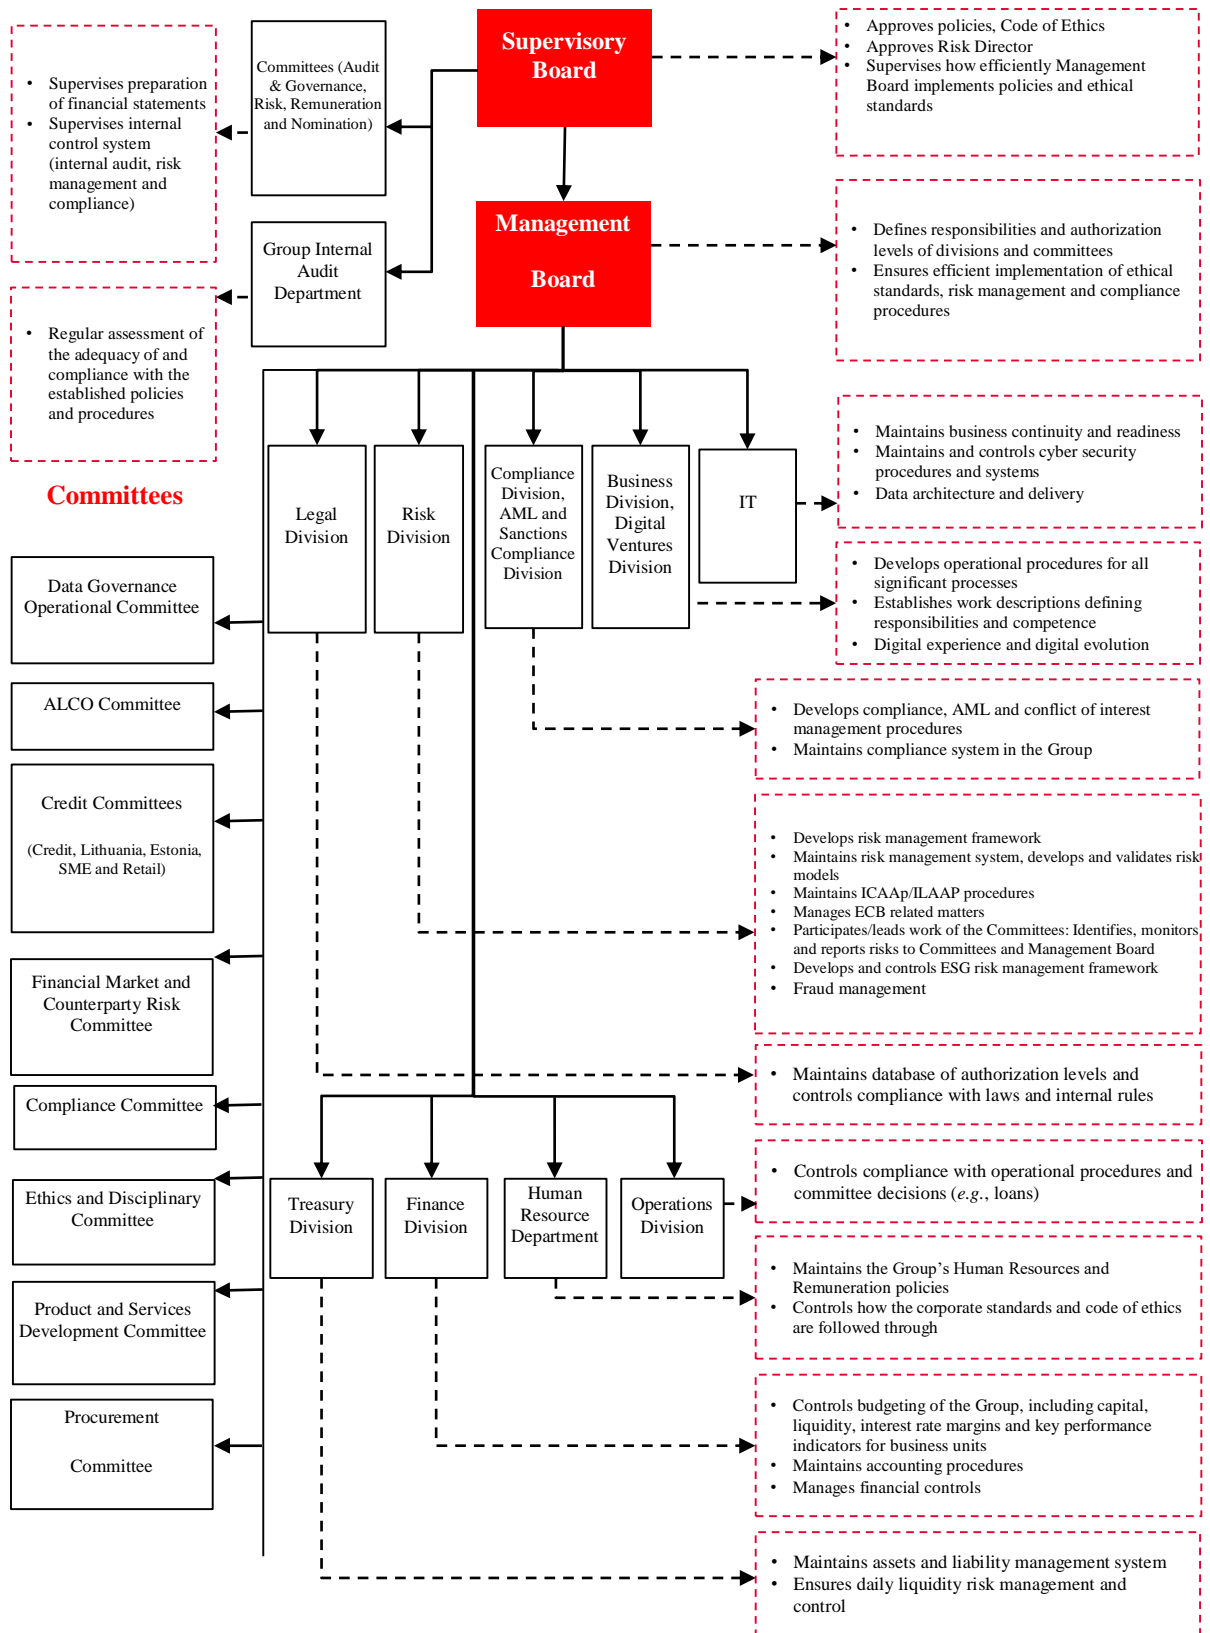 Supervisory
Board
• Approves policies, Code of Ethics
• Approves Risk Director
• Supervises how efficiently Management
Board implements policies and ethical
standards
Committees (Audit
& Governance,
Risk, Remuneration
and Nomination)
• Supervises preparation
of financial statements
• Supervises internal
control system
(internal audit, risk
management and
compliance)
Management
Board
• Defines responsibilities and authorization
levels of divisions and committees
• Ensures efficient implementation of ethical
standards, risk management and compliance
procedures
Group Internal
Audit
Department
• Regular assessment of
the adequacy of and
compliance with the
established policies
and procedures
Committees
Legal
Division
Risk
Division
Compliance
Division,
AML and
Sanctions
Compliance
Division
Business
Division,
Digital
Ventures
Division
IT
• Maintains business continuity and readiness
• Maintains and controls cyber security
procedures and systems
• Data architecture and delivery
• Develops operational procedures for all
significant processes
• Establishes work descriptions defining
responsibilities and competence
• Digital experience and digital evolution
Data Governance
Operational Committee
ALCO Committee
• Develops compliance, AML and conflict of interest
management procedures
• Maintains compliance system in the Group
Credit Committees
(Credit, Lithuania, Estonia,
SME and Retail)
• Develops risk management framework
• Maintains risk management system, develops and validates risk
models
• Maintains ICAAp/ILAAP procedures
• Manages ECB related matters
• Participates/leads work of the Committees: Identifies, monitors
and reports risks to Committees and Management Board
• Develops and controls ESG risk management framework
• Fraud management
Financial Market and
Counterparty Risk
Committee
• Maintains database of authorization levels and
controls compliance with laws and internal rules
Compliance Committee
Ethics and Disciplinary
Committee
Treasury
Division
Finance
Division
Human
Resource
Department
Operations
Division
• Controls compliance with operational procedures and
committee decisions (e.g., loans)
• Maintains the Group's Human Resources and
Remuneration policies
• Controls how the corporate standards and code of ethics
are followed through
Product and Services
Development Committee
Procurement
Committee
• Controls budgeting of the Group, including capital,
liquidity, interest rate margins and key performance
indicators for business units
• Maintains accounting procedures
• Manages financial controls
• Maintains assets and liability management system
• Ensures daily liquidity risk management and
control